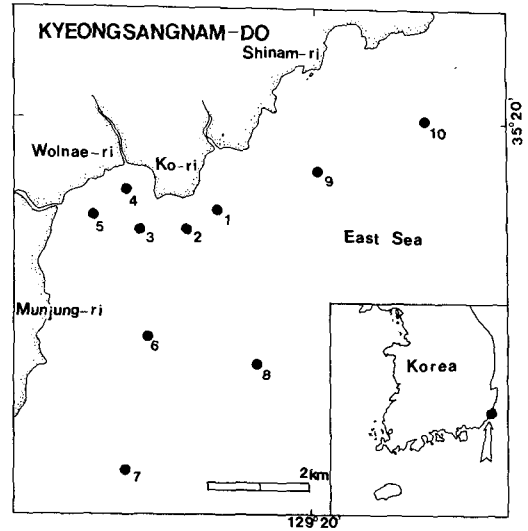 KYEONGSANGNAM-DO
Shinam-ri
35°20'
10
Wolnae-ri
Ko-ri
9
4
5
3
2
1
East Sea
Munjung-ri
6
8
Korea
7
2km
129°20'